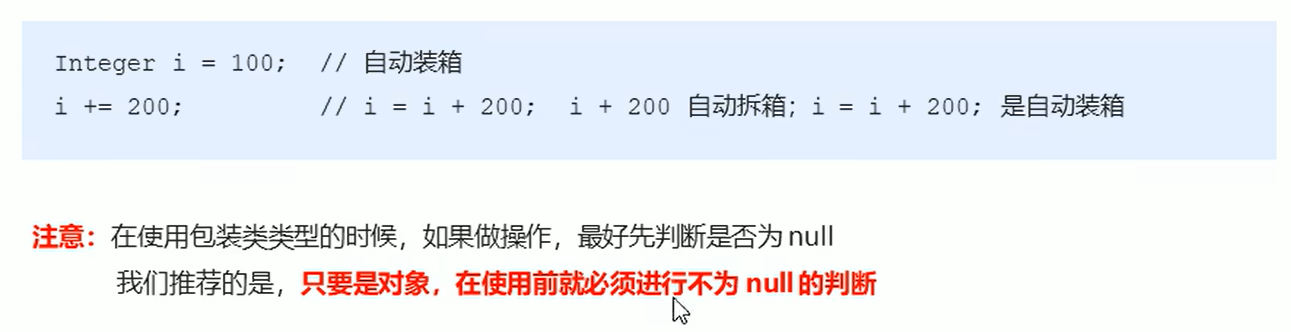 Integer i = 100;  // 自动装箱
i += 200;         // i = i + 200;  i + 200 自动拆箱；i = i + 200; 是自动装箱
注意：在使用包装类类型的时候，如果做操作，最好先判断是否为 null
我们推荐的是，只要是对象，在使用前就必须进行不为 null 的判断